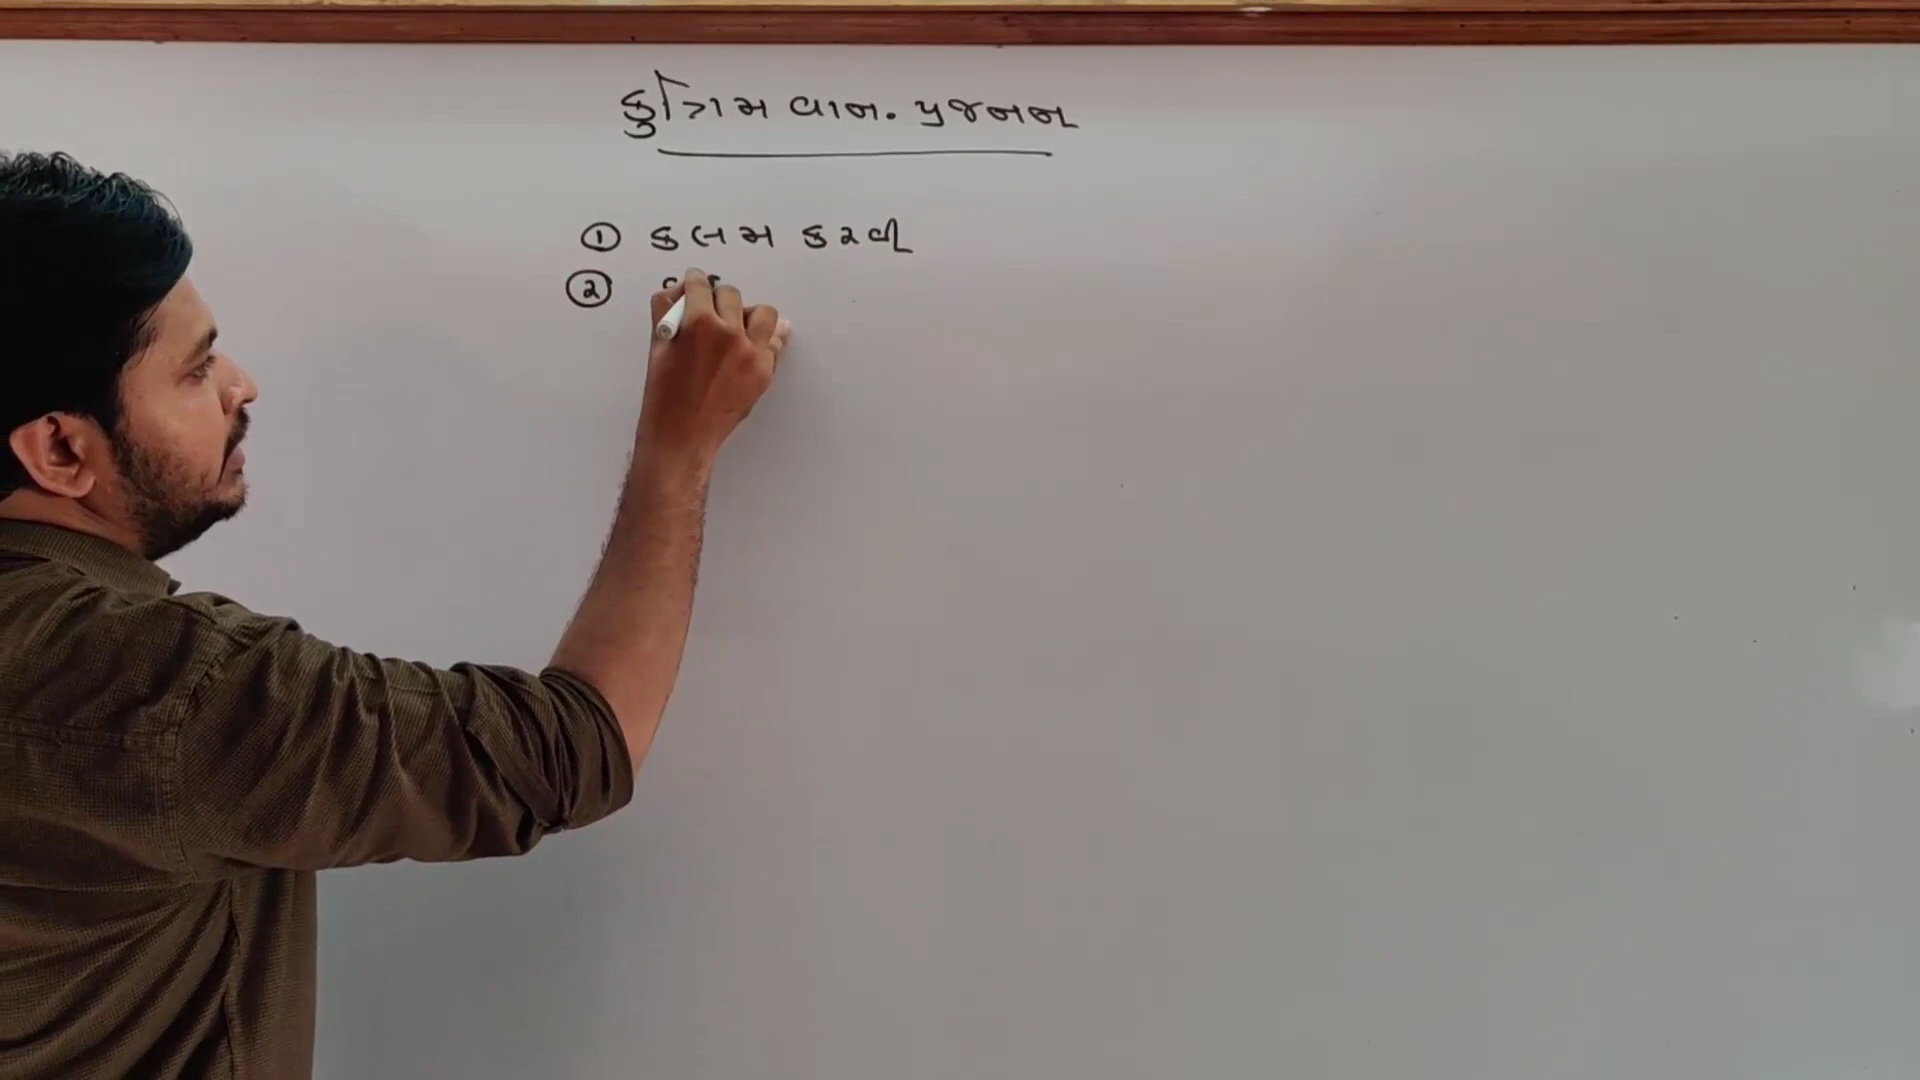 કૃત્રિમ વાન. પ્રજનન
① કલમ કરવી
②